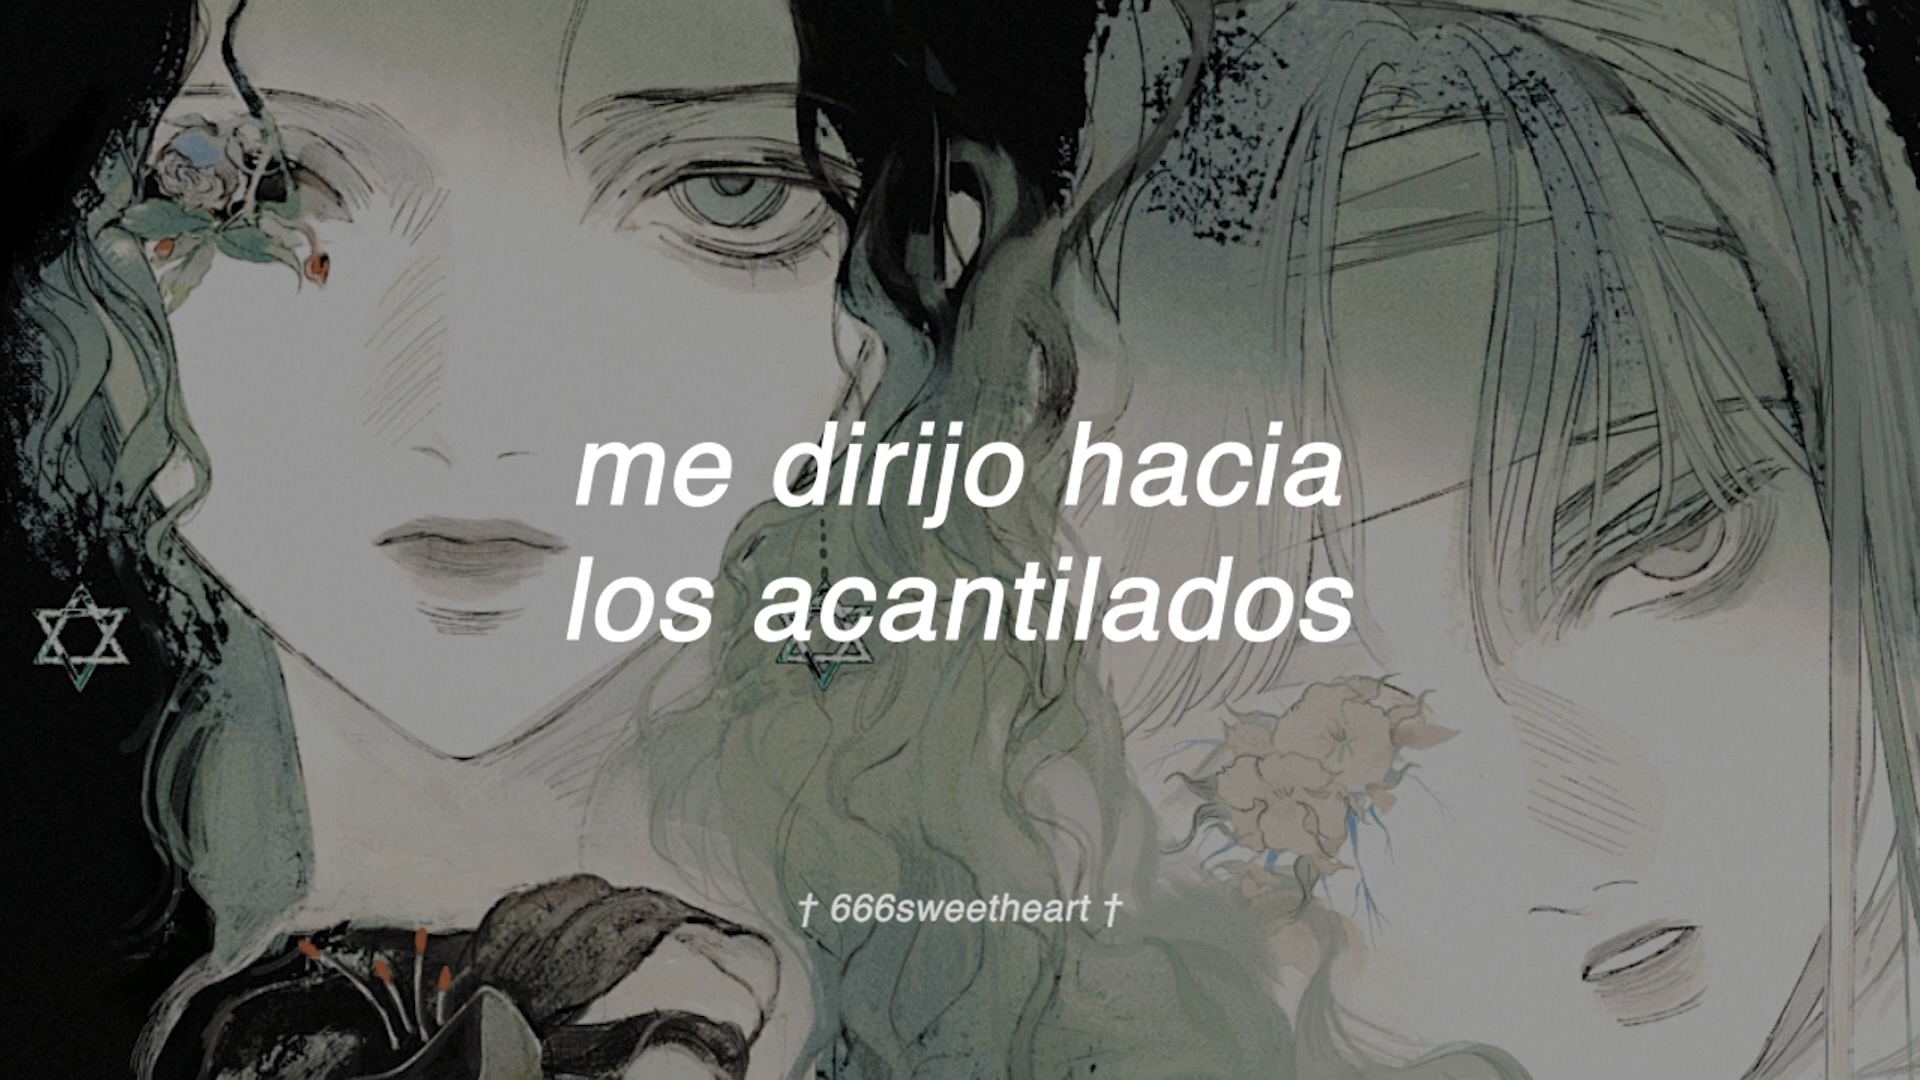 me dirijo hacia
los acantilados
† 666sweetheart †